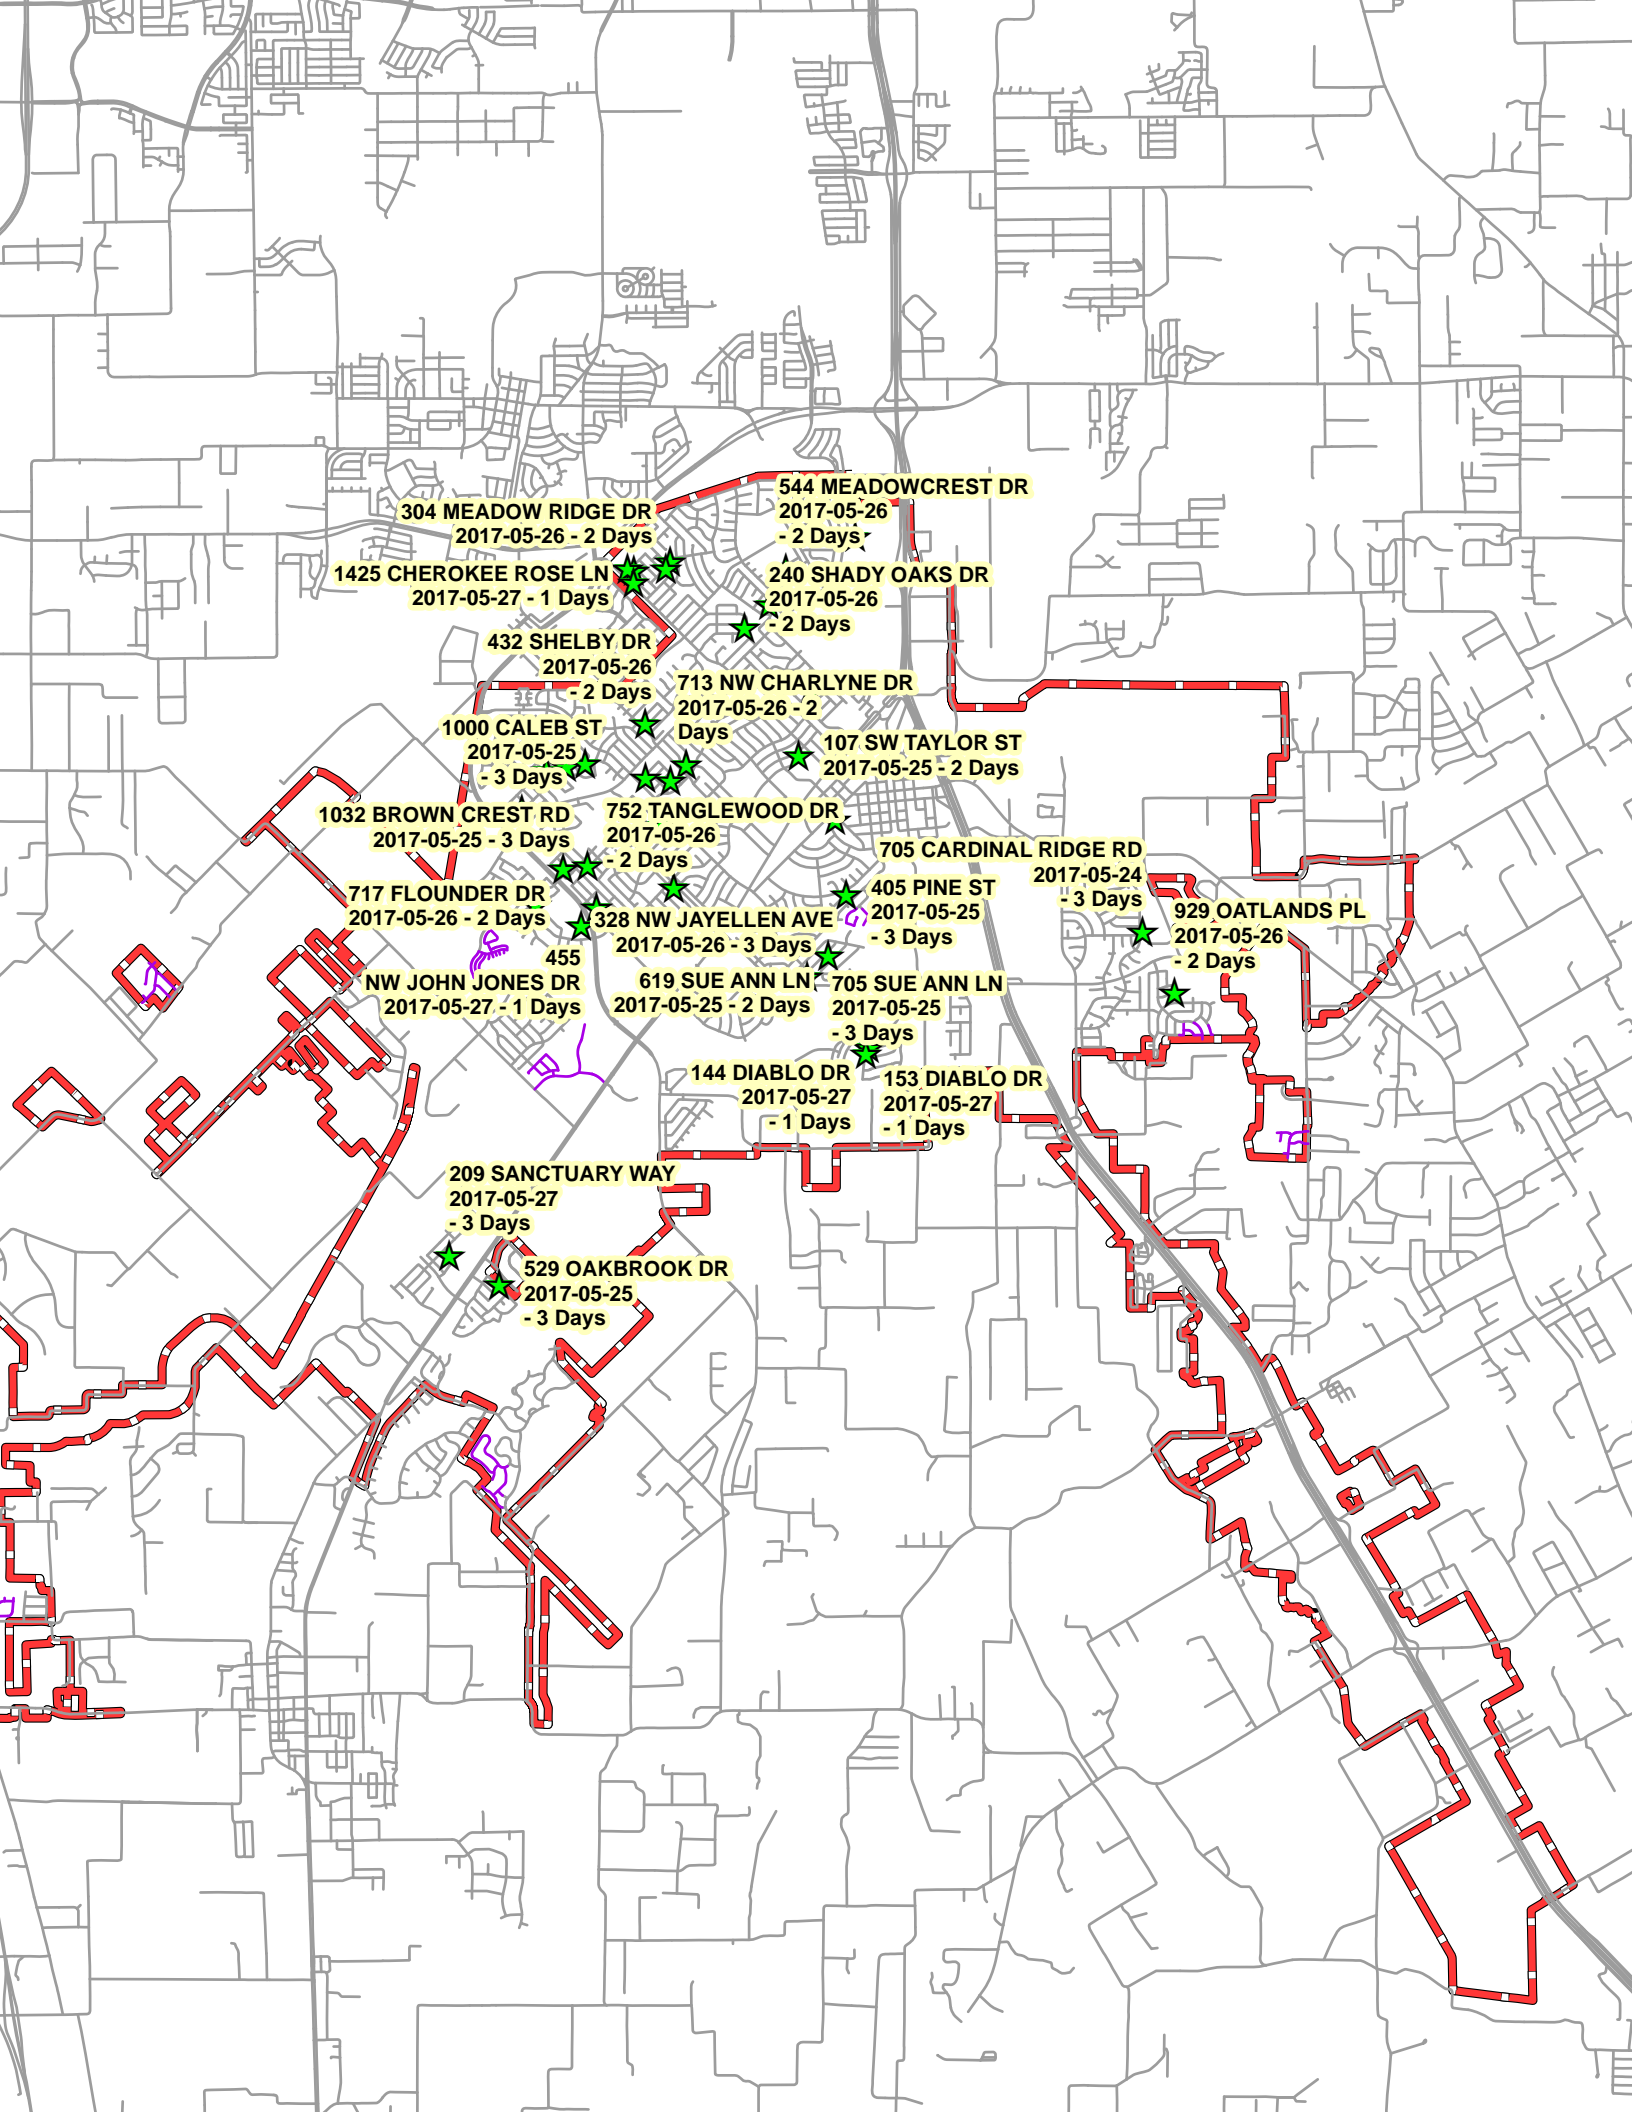 544 MEADOWCREST DR
2017-05-26
- 2 Days
304 MEADOW RIDGE DR
2017-05-26 - 2 Days
1425 CHEROKEE ROSE LN
2017-05-27 - 1 Days
240 SHADY OAKS DR
2017-05-26
- 2 Days
432 SHELBY DR
2017-05-26
- 2 Days
713 NW CHARLYNE DR
2017-05-26 - 2
Days
1000 CALEB ST
2017-05-25
- 3 Days
107 SW TAYLOR ST
2017-05-25 - 2 Days
1032 BROWN CREST RD
2017-05-25 - 3 Days
752 TANGLEWOOD DR
2017-05-26
- 2 Days
705 CARDINAL RIDGE RD
2017-05-24
- 3 Days
717 FLOUNDER DR
2017-05-26 - 2 Days
405 PINE ST
2017-05-25
- 3 Days
929 OATLANDS PL
2017-05-26
- 2 Days
328 NW JAYELLEN AVE
2017-05-26 - 3 Days
455
NW JOHN JONES DR
2017-05-27 - 1 Days
619 SUE ANN LN
2017-05-25 - 2 Days
705 SUE ANN LN
2017-05-25
- 3 Days
144 DIABLO DR
2017-05-27
- 1 Days
153 DIABLO DR
2017-05-27
- 1 Days
209 SANCTUARY WAY
2017-05-27
- 3 Days
529 OAKBROOK DR
2017-05-25
- 3 Days